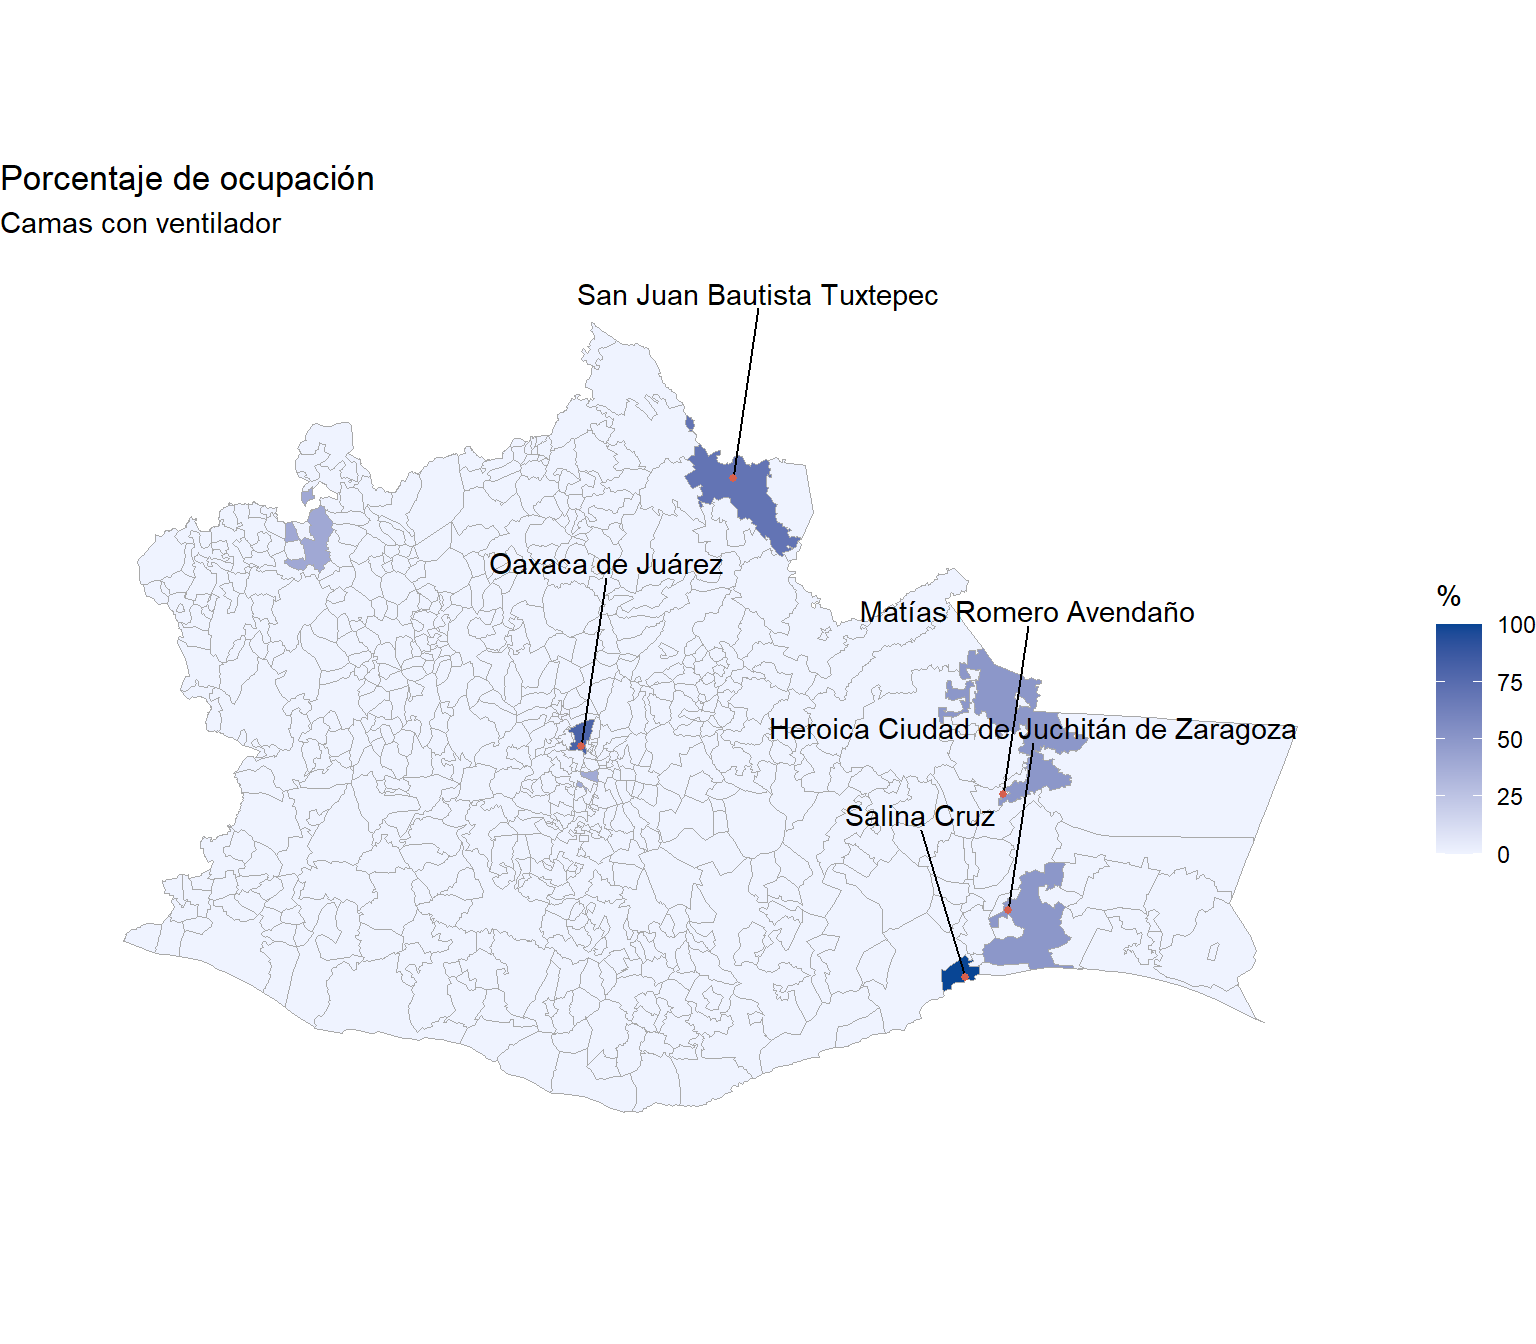 Porcentaje de ocupación
Camas con ventilador
San Juan Bautista Tuxtepec
Oaxaca de Juárez
Matías Romero Avendaño
Heroica Ciudad de Juchitán de Zaragoza
Salina Cruz
%
100
75
50
25
0